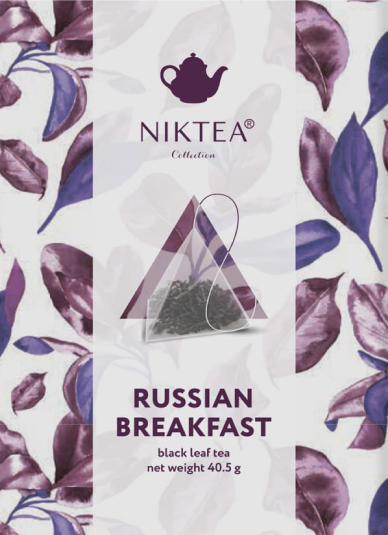 NIKTEA®
Collection
RUSSIAN
BREAKFAST
black leaf tea
net weight 40.5 g